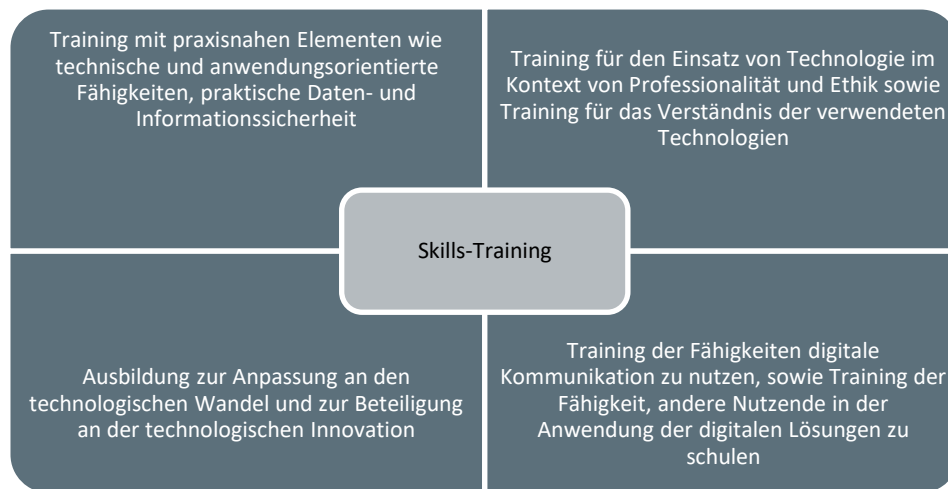 Training mit praxisnahen Elementen wie
technische und anwendungsorientierte
Fähigkeiten, praktische Daten- und
Informationssicherheit
Training für den Einsatz von Technologie im
Kontext von Professionalität und Ethik sowie
Training für das Verständnis der verwendeten
Technologien
Skills-Training
Ausbildung zur Anpassung an den
technologischen Wandel und zur Beteiligung
an der technologischen Innovation
Training der Fähigkeiten digitale
Kommunikation zu nutzen, sowie Training der
Fähigkeit, andere Nutzende in der
Anwendung der digitalen Lösungen zu
schulen